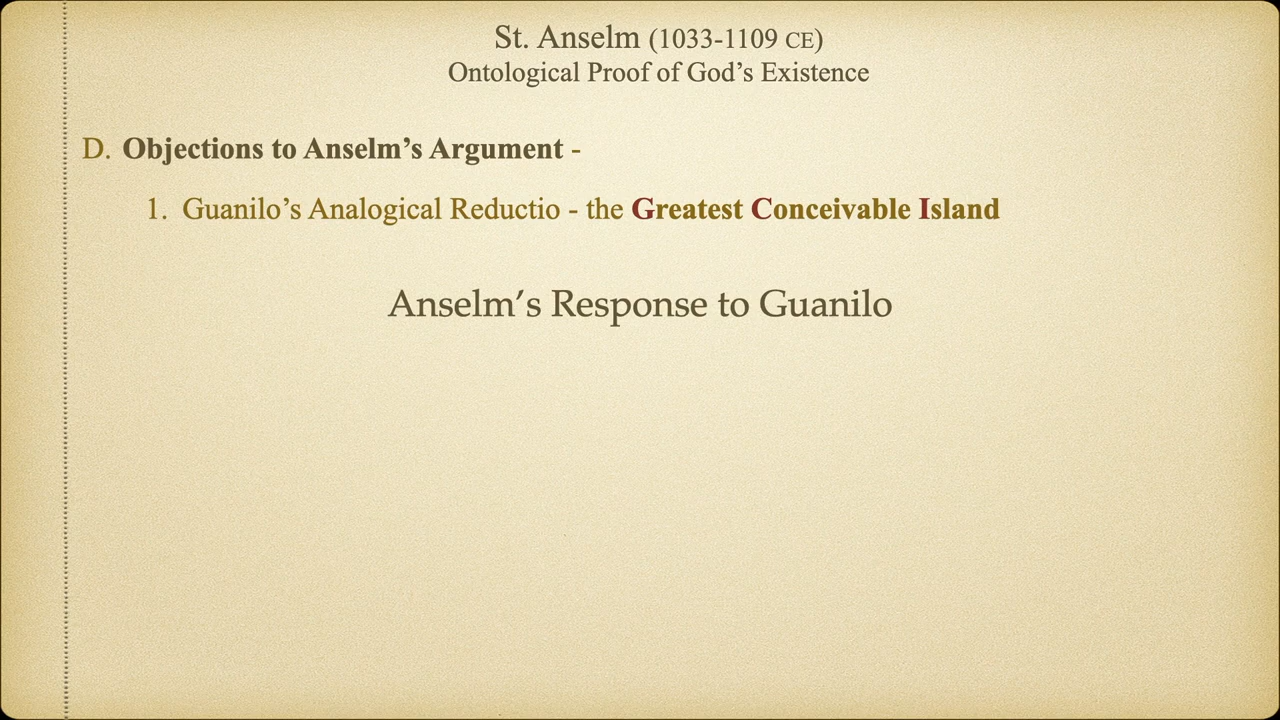 St. Anselm (1033-1109 CE)
Ontological Proof of God’s Existence
D. Objections to Anselm’s Argument -
1. Guanilo’s Analogical Reductio - the Greatest Conceivable Island
Anselm’s Response to Guanilo